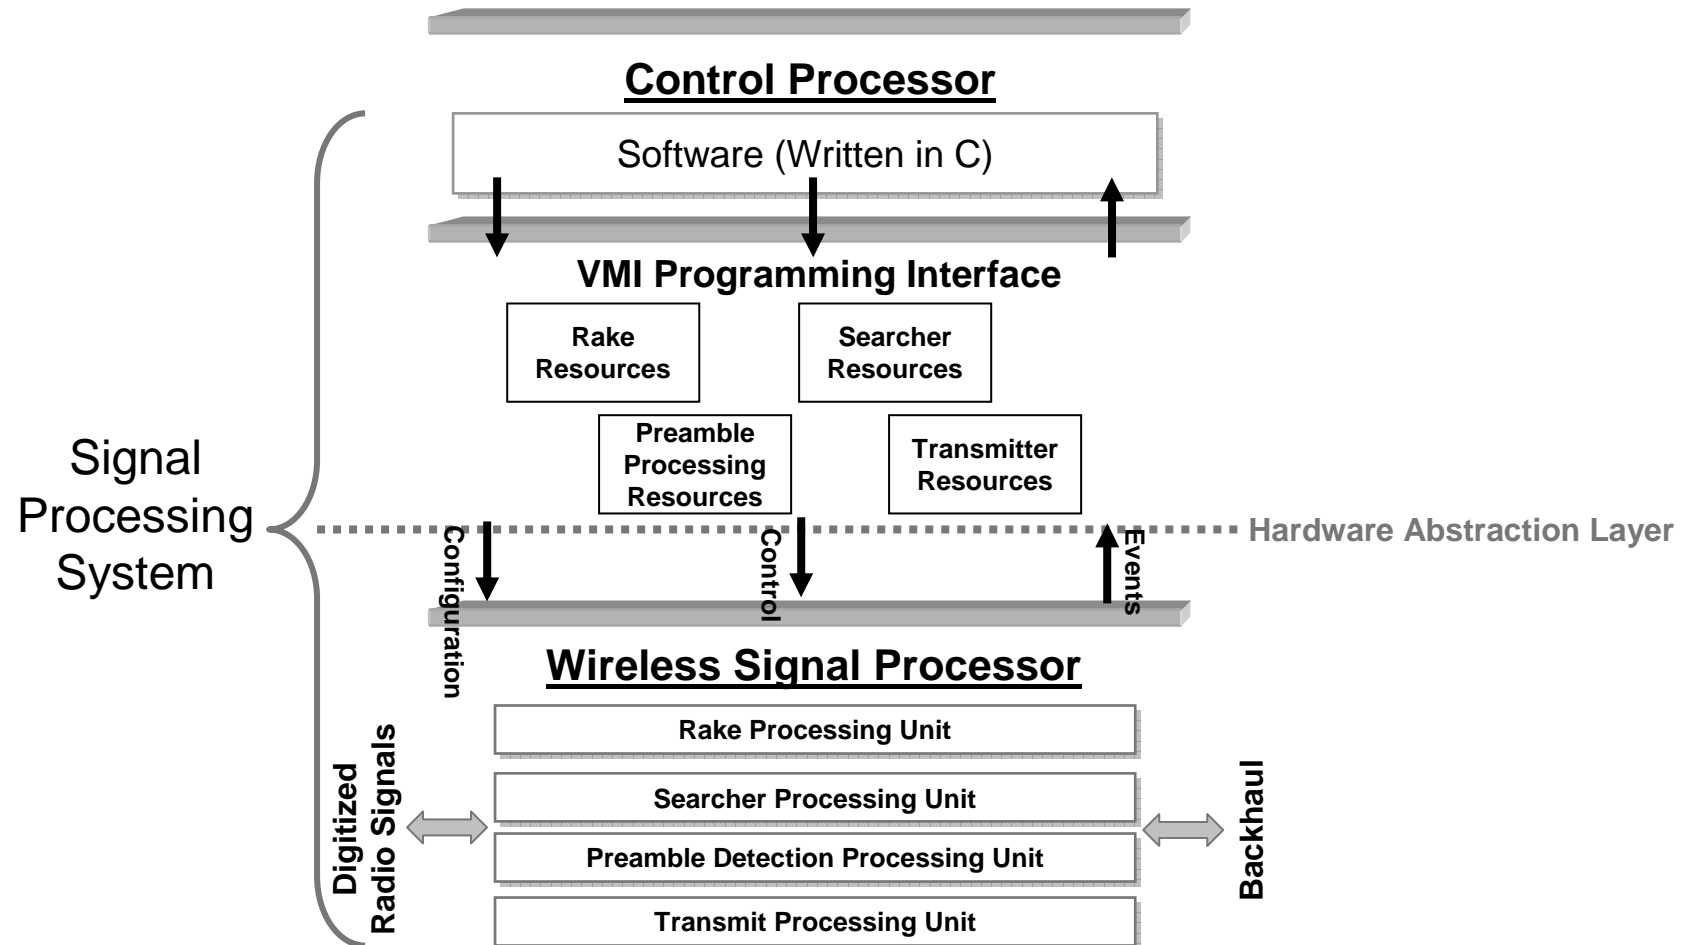 Control Processor
Software (Written in C)
VMI Programming Interface
Rake
Resources
Searcher
Resources
Preamble
Processing
Resources
Transmitter
Resources
Signal
Processing
System
Hardware Abstraction Layer
Configuration
Control
Events
Wireless Signal Processor
Rake Processing Unit
Searcher Processing Unit
Preamble Detection Processing Unit
Transmit Processing Unit
Digitized
Radio Signals
Backhaul